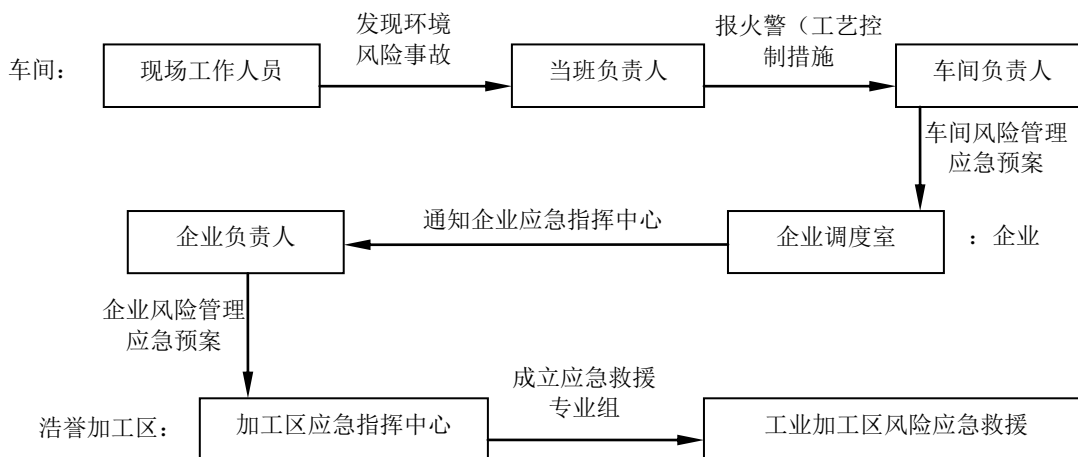 发现环境
风险事故
报火警（工艺控
制措施
车间：
现场工作人员
当班负责人
车间负责人
车间风险管理
应急预案
通知企业应急指挥中心
企业负责人
企业调度室
：企业
企业风险管理
应急预案
成立应急救援
专业组
浩誉加工区：
加工区应急指挥中心
工业加工区风险应急救援